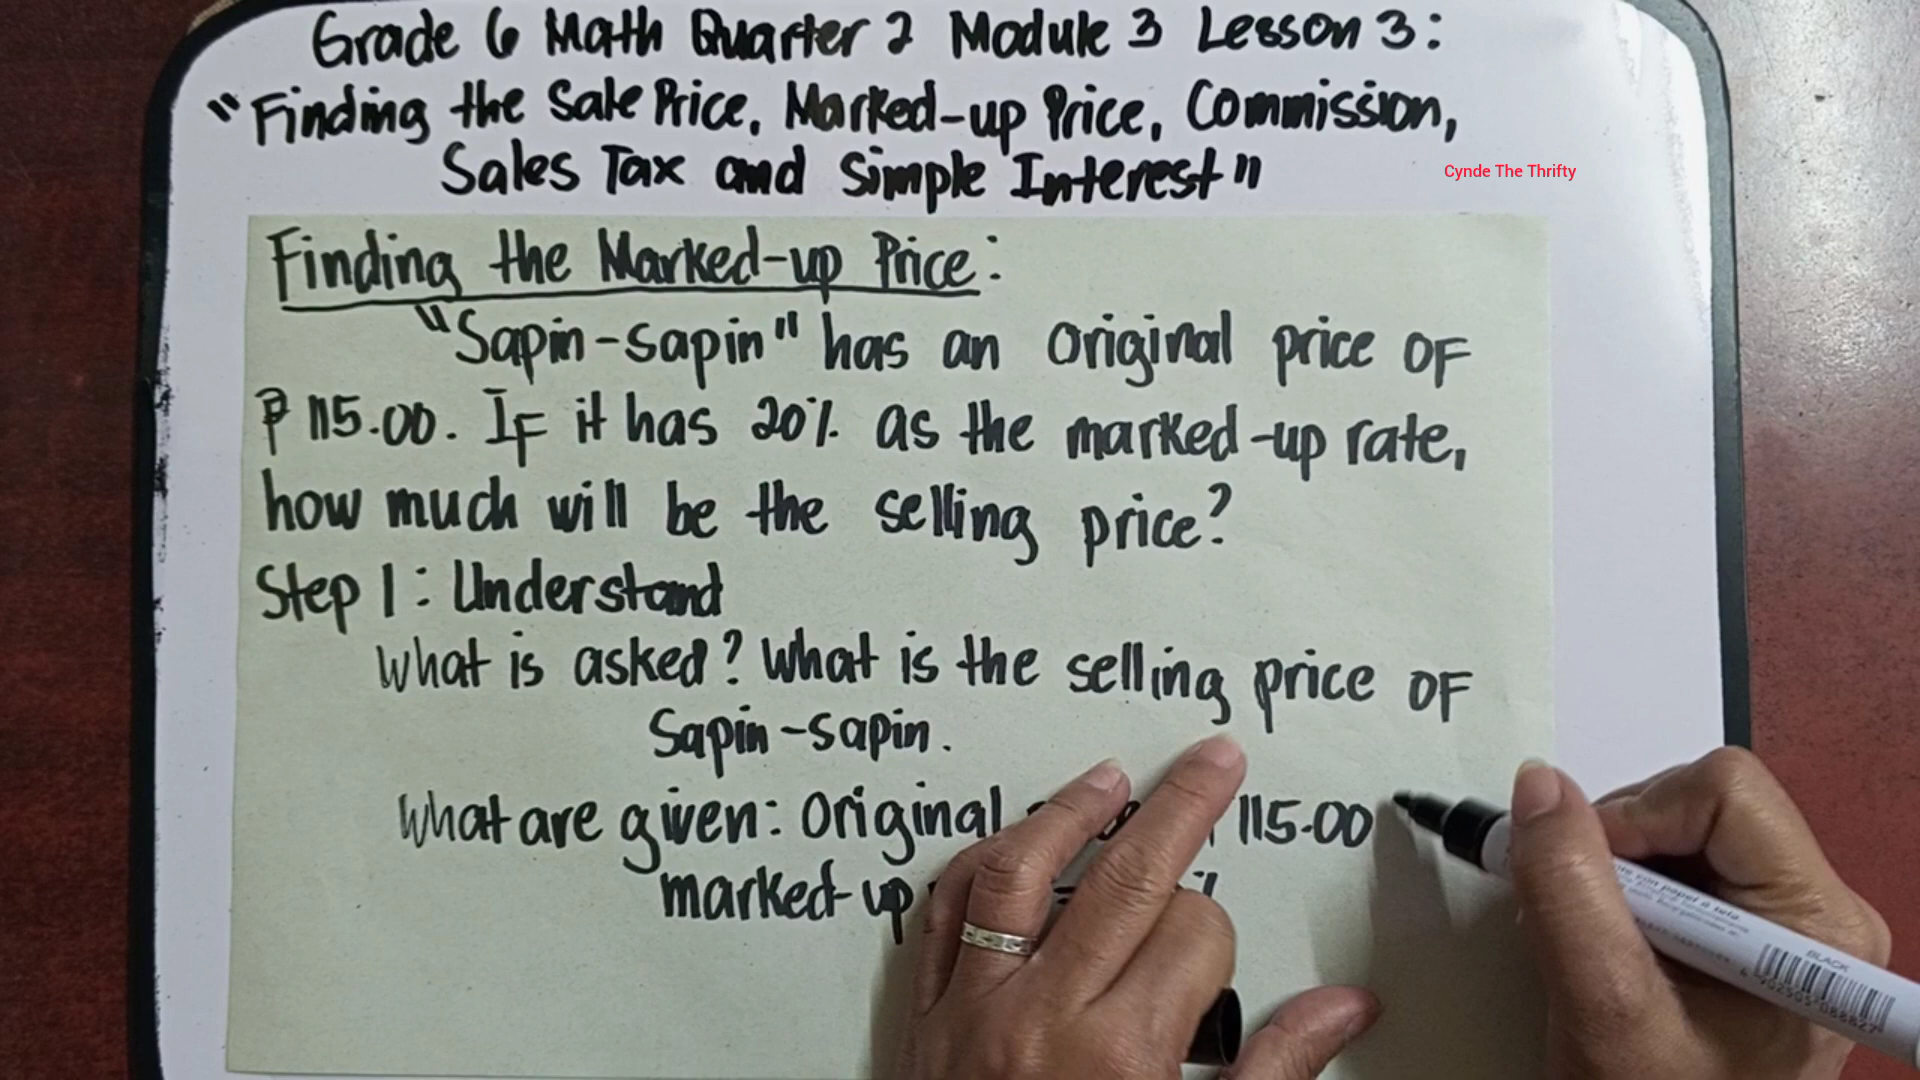 Grade 6 Math Quarter 2 Module 3 Lesson 3:
"Finding the Sale Price, Marked-up Price, Commission,
Sales Tax and Simple Interest"
Cynde The Thrifty
Finding the Marked-up Price:
"Sapin-sapin" has an original price of
₱115.00. If it has 20% as the marked-up rate,
how much will be the selling price?
Step 1: Understand
What is asked? What is the selling price of
Sapin-sapin.
What are given: Original 115.00
marked-up
BLACK